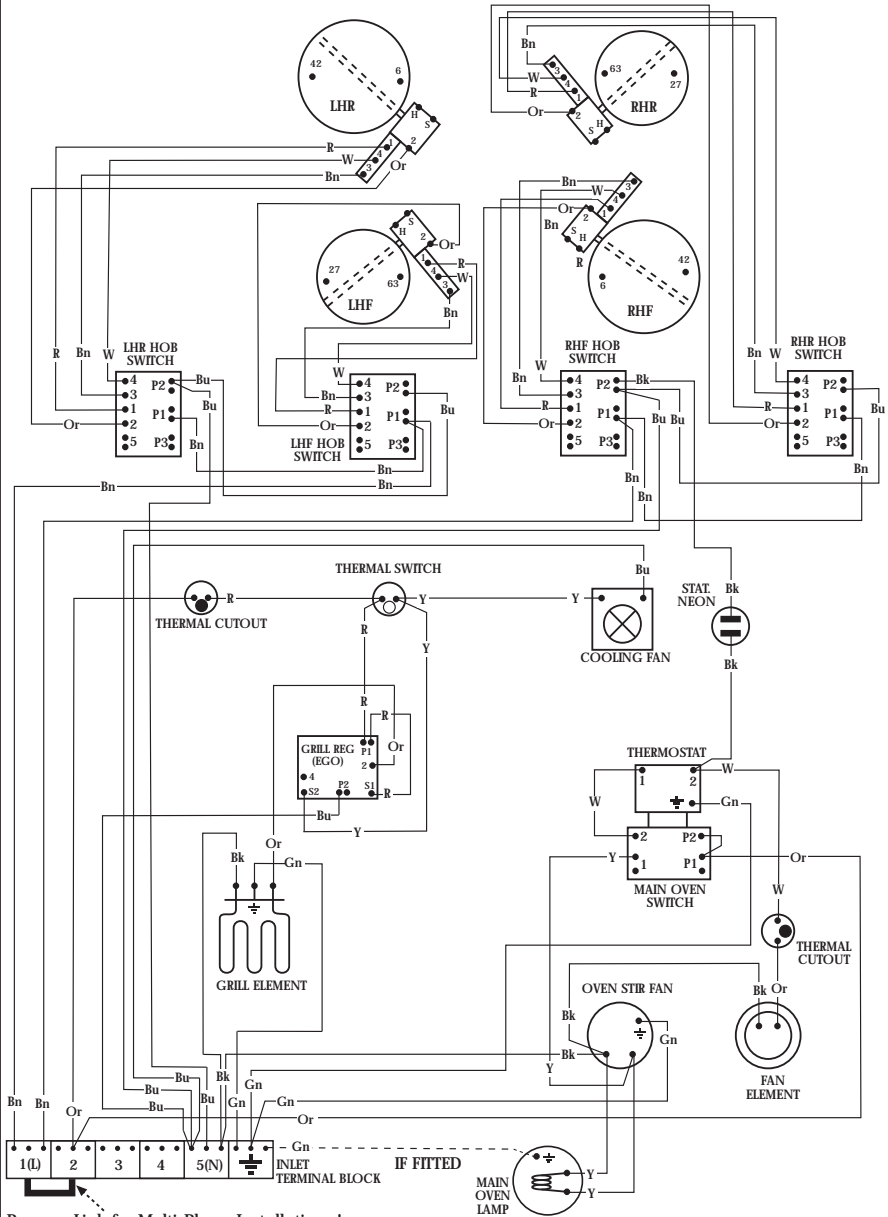 Bn
W
R
Or
3
4
1
2
H
S
63
27
RHR
42
6
LHR
H
S
1
4
3
2
R
W
Bn
Or
Bn
W
Or
Bn
R
3
4
1
2
S
H
42
6
RHF
S
H
2
1
4
3
Or
R
W
Bn
27
63
LHF
LHR HOB
SWITCH
R
Bn
W
Or
4
3
1
2
5
P2
P1
P3
Bu
Bu
Bn
W
Bn
R
Or
4
3
1
2
5
P2
P1
P3
Bu
LHF HOB
SWITCH
Bn
Bn
Bn
RHF HOB
SWITCH
W
Bn
R
Or
4
3
1
2
5
P2
P1
P3
Bk
Bu
Bu
Bn
Bn
RHR HOB
SWITCH
Bn
W
R
Or
4
3
1
2
5
P2
P1
P3
Bu
Bn
THERMAL SWITCH
R
THERMAL CUTOUT
Y
Y
Bu
COOLING FAN
STAT.
NEON
Bk
Bk
R
Y
R
R
Or
GRILL REG
(EGO)
P1
2
4
S2
P2
S1
R
Bu
Y
THERMOSTAT
1
2
W
Gn
W
2
1
P2
P1
Y
Or
MAIN OVEN
SWITCH
Bk
Or
Gn
GRILL ELEMENT
W
THERMAL
CUTOUT
OVEN STIR FAN
Bk
Bk
Y
Gn
Bk
Or
FAN
ELEMENT
Bn
Bn
Or
Bu
Bu
Bu
Bu
Bk
Gn
Gn
Gn
Or
Gn
1(L)
2
3
4
5(N)
INLET
TERMINAL BLOCK
IF FITTED
MAIN
OVEN
LAMP
Y
Y
Remove Link for Multi-Phase Installations !